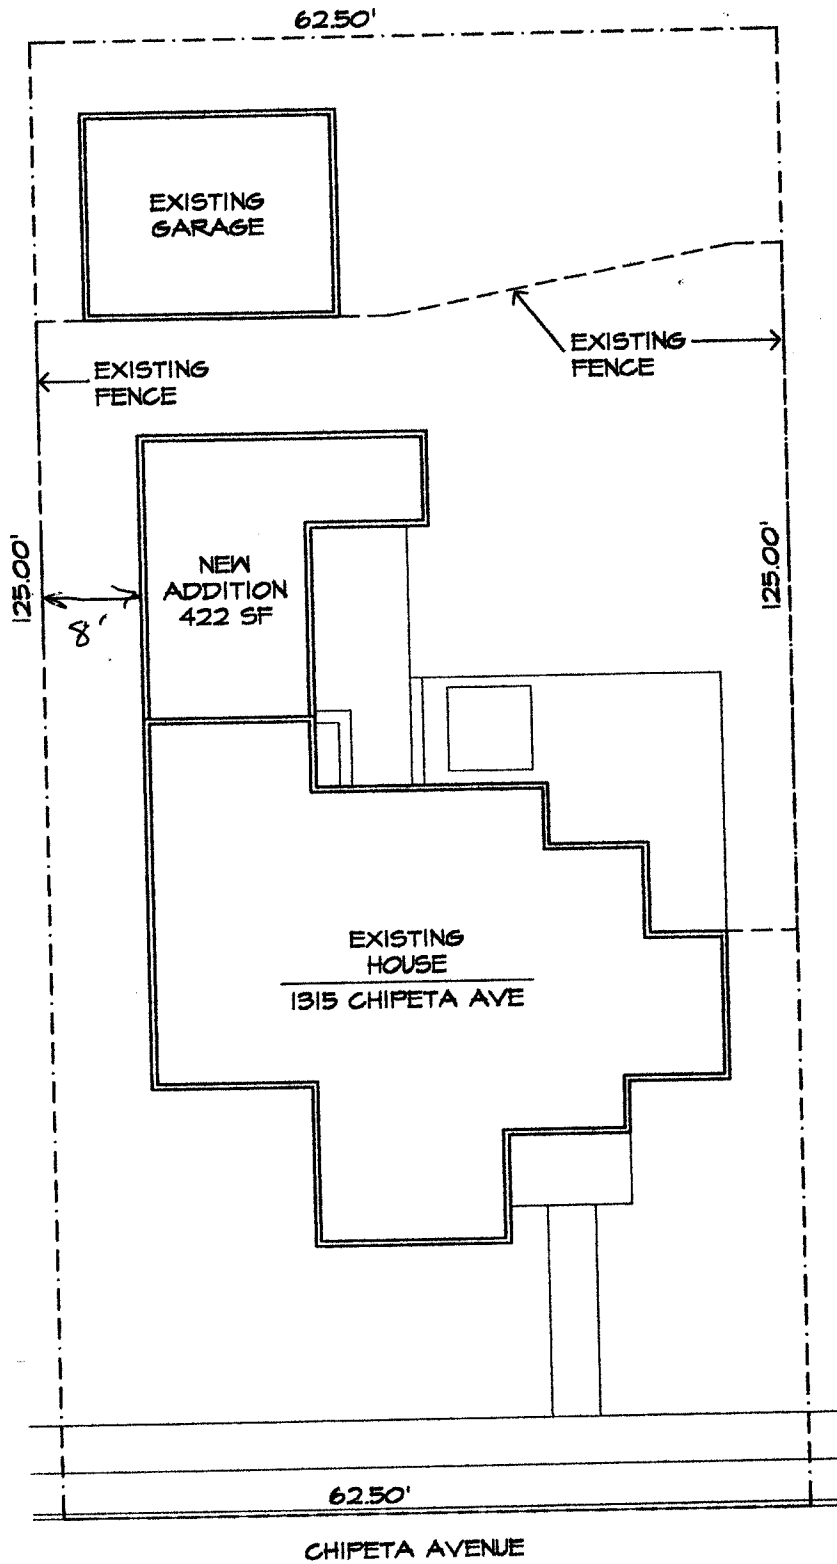 62.50'
EXISTING
GARAGE
EXISTING
FENCE
EXISTING
FENCE
125.00'
NEW
ADDITION
422 SF
8'
125.00'
EXISTING
HOUSE
1315 CHIPETA AVE
62.50'
CHIPETA AVENUE